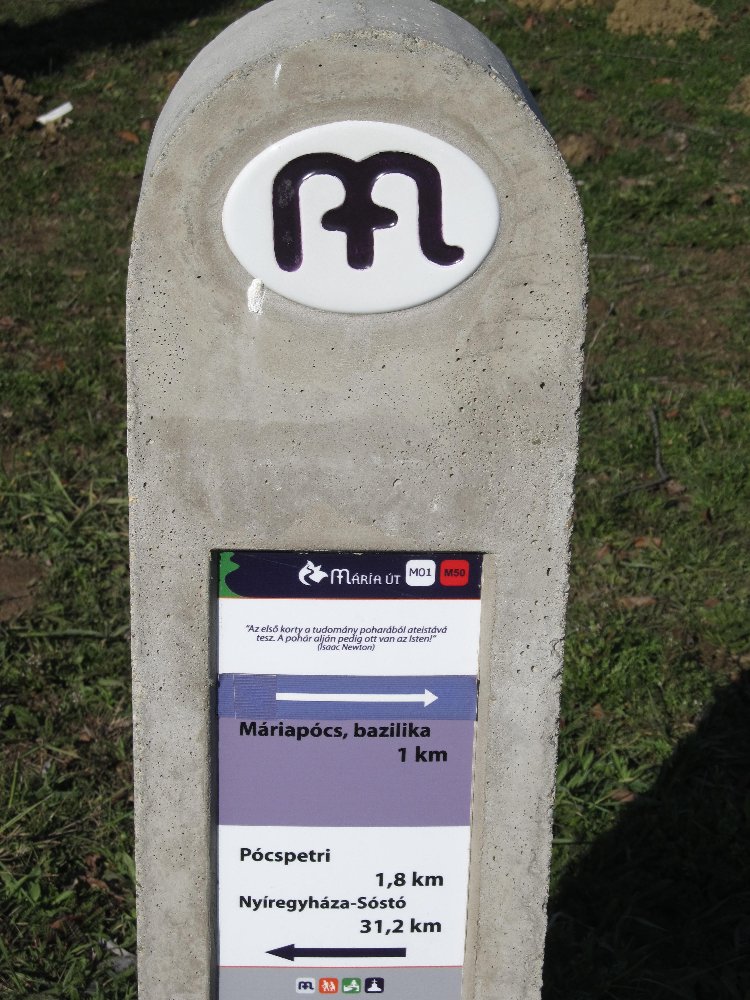 m
MÁRIA ÚT M01 M50
"Az első korty a tudomány poharából ateistává
tesz. A pohár alján pedig ott van az Isten!"
(Isaac Newton)
Máriapócs, bazilika
1 km
Pócspetri
1,8 km
Nyíregyháza-Sóstó
31,2 km
m